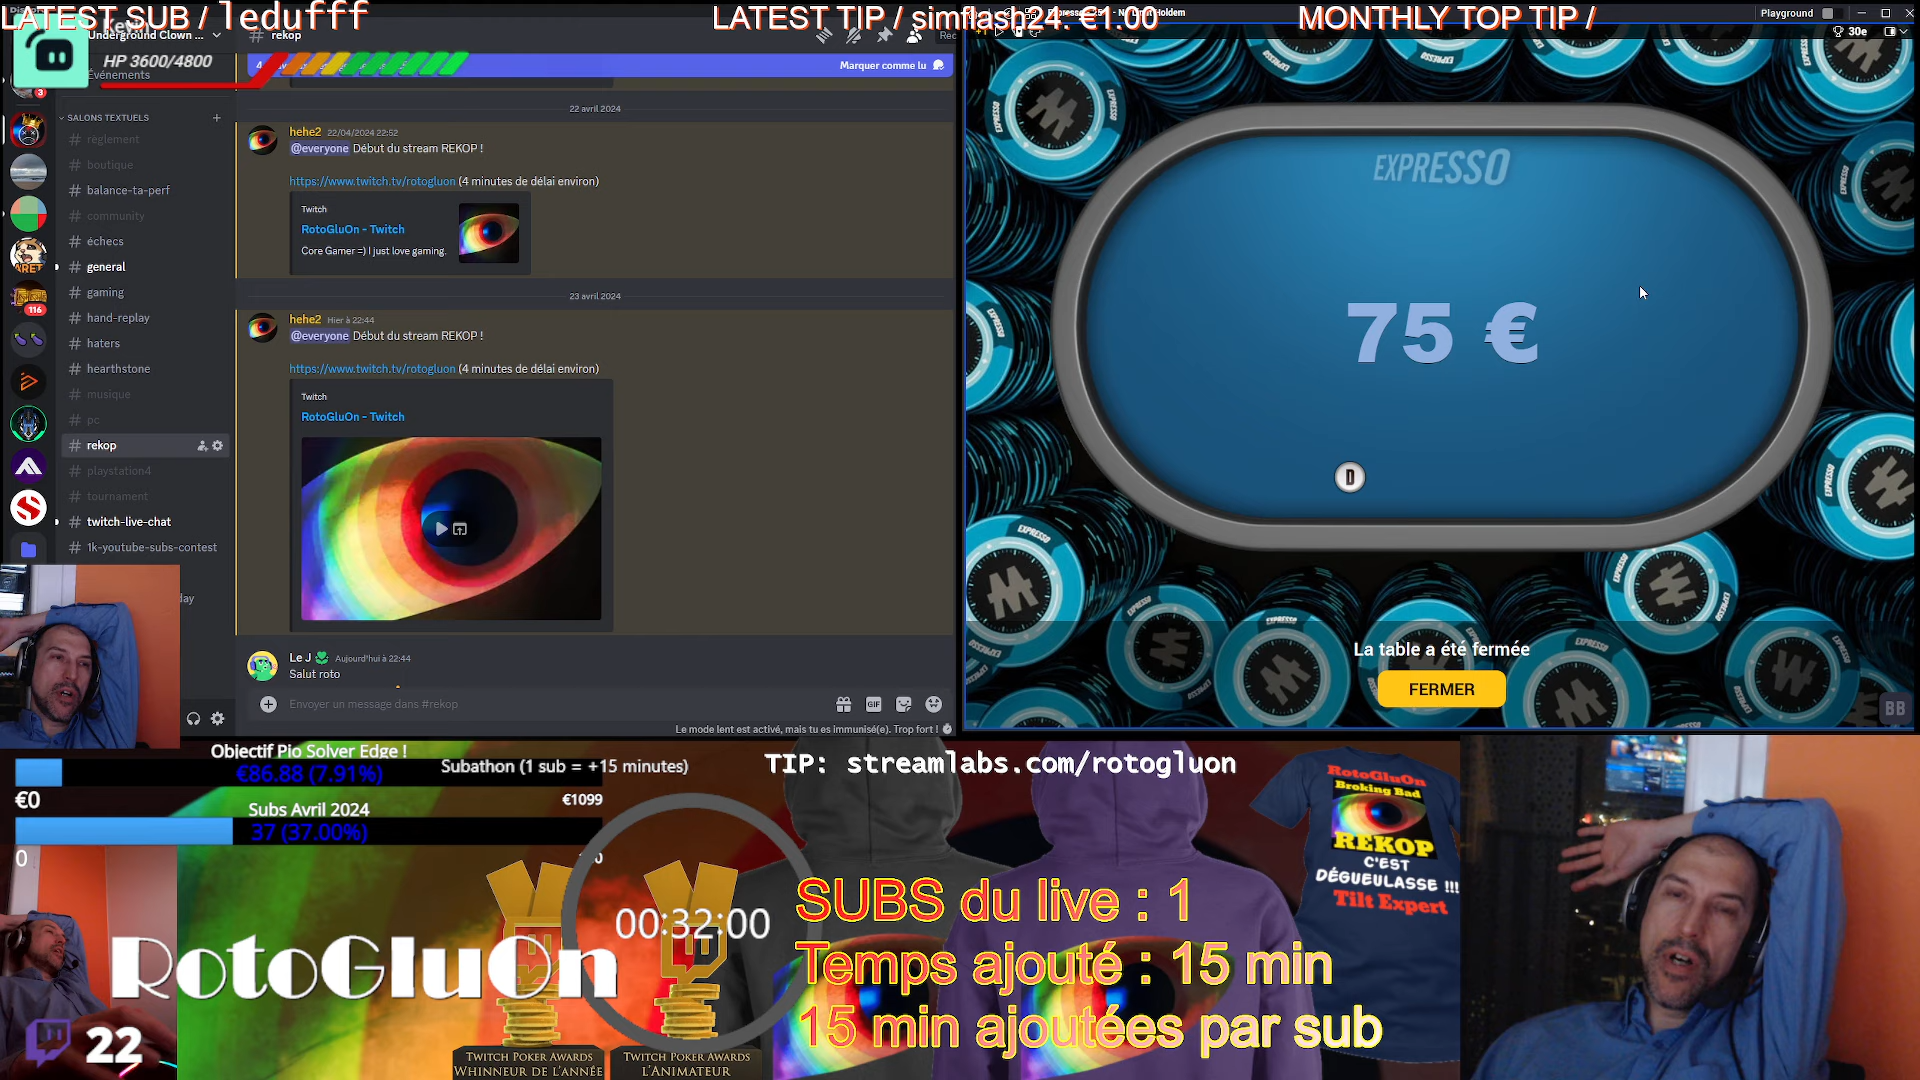 LATEST SUB / ledufff
LATEST TIP / simflash24: €1.00
MONTHLY TOP TIP /
Playground
Underground Clown ...
# rekop
30e
HP 3600/4800
Événements
Marquer comme lu
3
SALONS TEXTUELS
# règlement
# boutique
# balance-ta-perf
# community
# échecs
# general
# gaming
# hand-replay
# haters
# hearthstone
# musique
# pc
# rekop
# playstation4
# tournament
# twitch-live-chat
# 1k-youtube-subs-contest
116
22 avril 2024
hehe2 22/04/2024 22:52
@everyone Début du stream REKOP !
https://www.twitch.tv/rotogluon (4 minutes de délai environ)
Twitch
RotoGluOn - Twitch
Core Gamer =) I just love gaming.
23 avril 2024
hehe2 Hier à 22:44
@everyone Début du stream REKOP !
https://www.twitch.tv/rotogluon (4 minutes de délai environ)
Twitch
RotoGluOn - Twitch
Le J Aujourd'hui à 22:44
Salut roto
Envoyer un message dans #rekop
GIF
Le mode lent est activé, mais tu es immunisé(e). Trop fort !
EXPRESSO
75 €
D
La table a été fermée
FERMER
BB
Objectif Pio Solver Edge !
€86.88 (7.91%)
€0
€1099
Subathon (1 sub = +15 minutes)
Subs Avril 2024
37 (37.00%)
0
TIP: streamlabs.com/rotogluon
00:32:00
SUBS du live : 1
Temps ajouté : 15 min
15 min ajoutées par sub
RotoGluOn
22
TWITCH POKER AWARDS
WHINNEUR DE L'ANNÉE
TWITCH POKER AWARDS
L'ANIMATEUR
RotoGluOn
Broking Bad
REKOP
C'EST
DÉGUEULASSE !!!
Tilt Expert